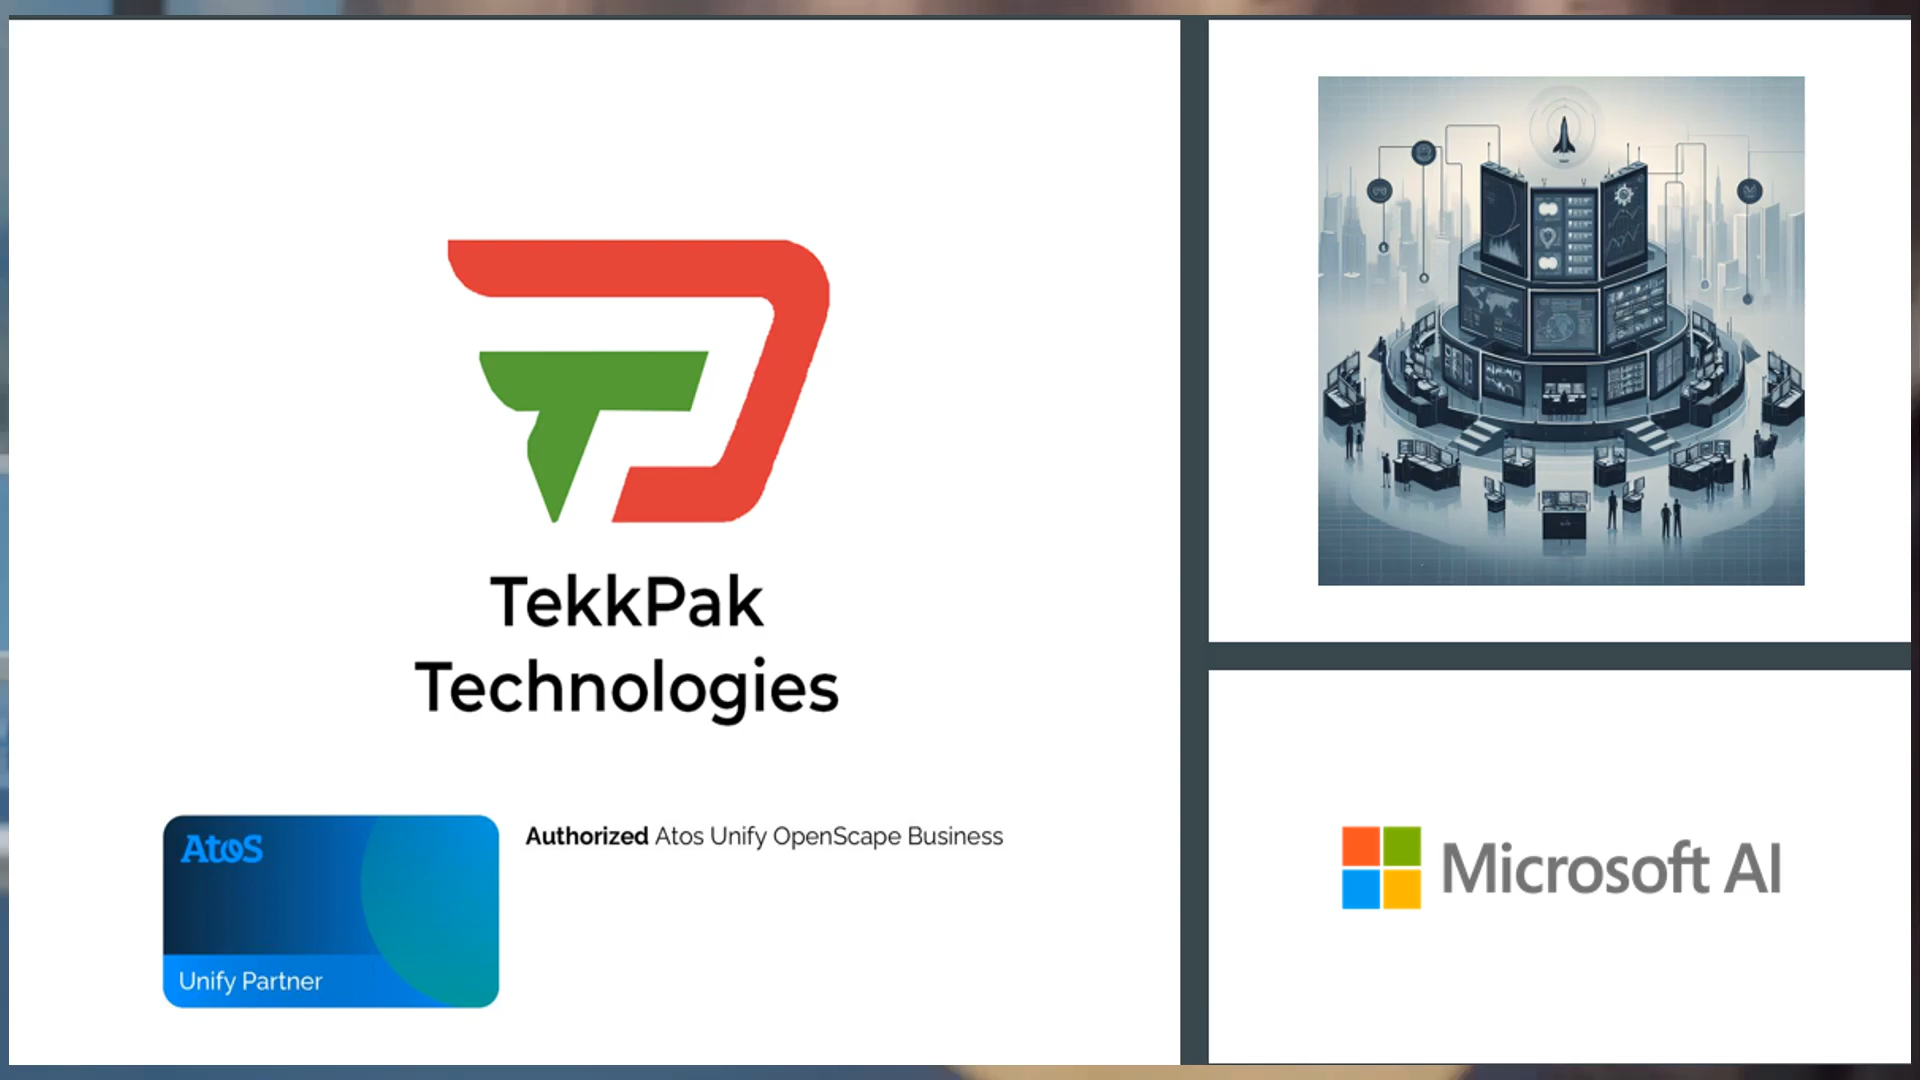 TekkPak
Technologies
Atos
Unify Partner
Authorized Atos Unify OpenScape Business
Microsoft AI